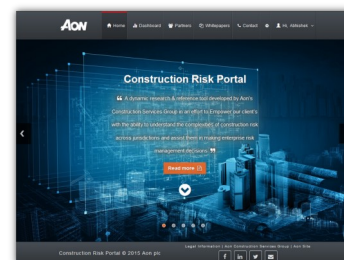 AON
Home Dashboard Partners Whitepapers Contact Hi, Abhishek
Construction Risk Portal
❝ A dynamic research & reference tool developed by Aon's
Construction Services Group in an effort to Empower our client's
with the ability to understand the complexities of construction risk
across jurisdictions and assist them in making enterprise risk
management decisions. ❞
Read more
Legal Information | Aon Construction Services Group | Aon Site
Construction Risk Portal © 2015 Aon plc